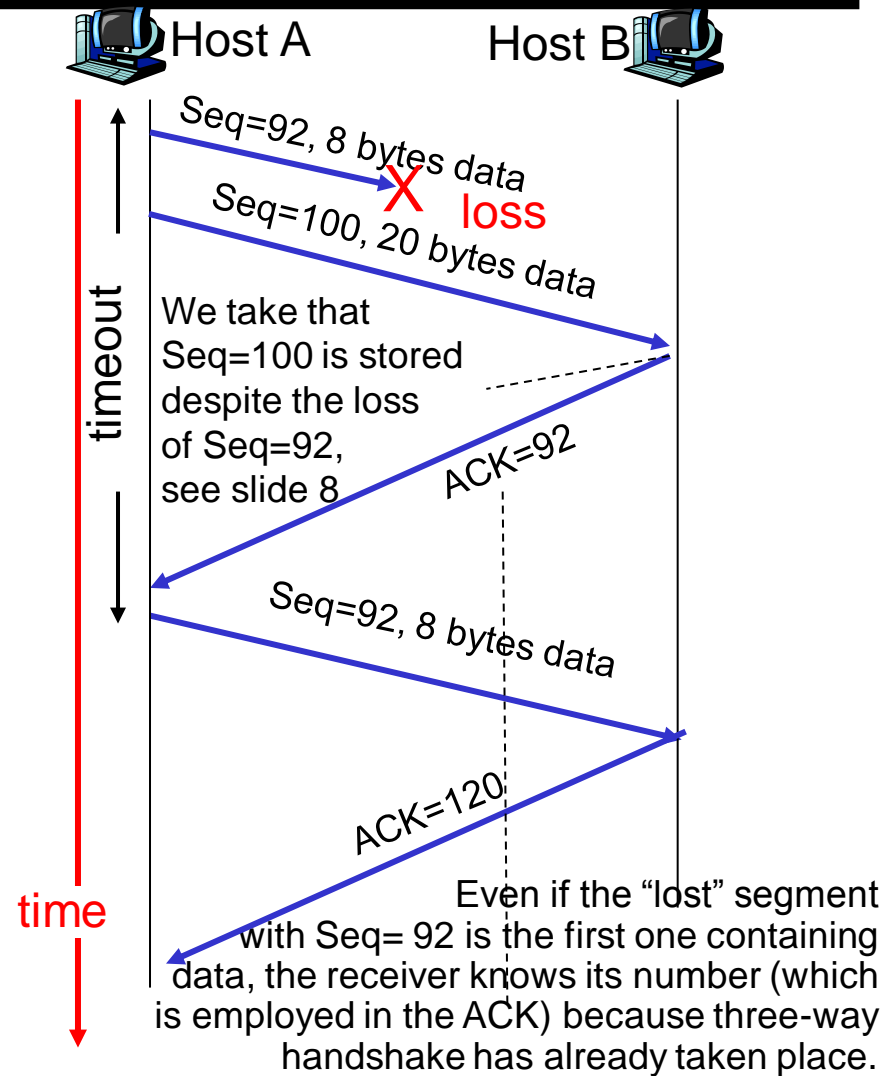 Host A
Host B
Seq=92, 8 bytes data
X
loss
Seq=100, 20 bytes data
timeout
We take that
Seq=100 is stored
despite the loss
of Seq=92,
see slide 8
ACK=92
Seq=92, 8 bytes data
ACK=120
time
Even if the “lost” segment
with Seq= 92 is the first one containing
data, the receiver knows its number (which
is employed in the ACK) because three-way
handshake has already taken place.